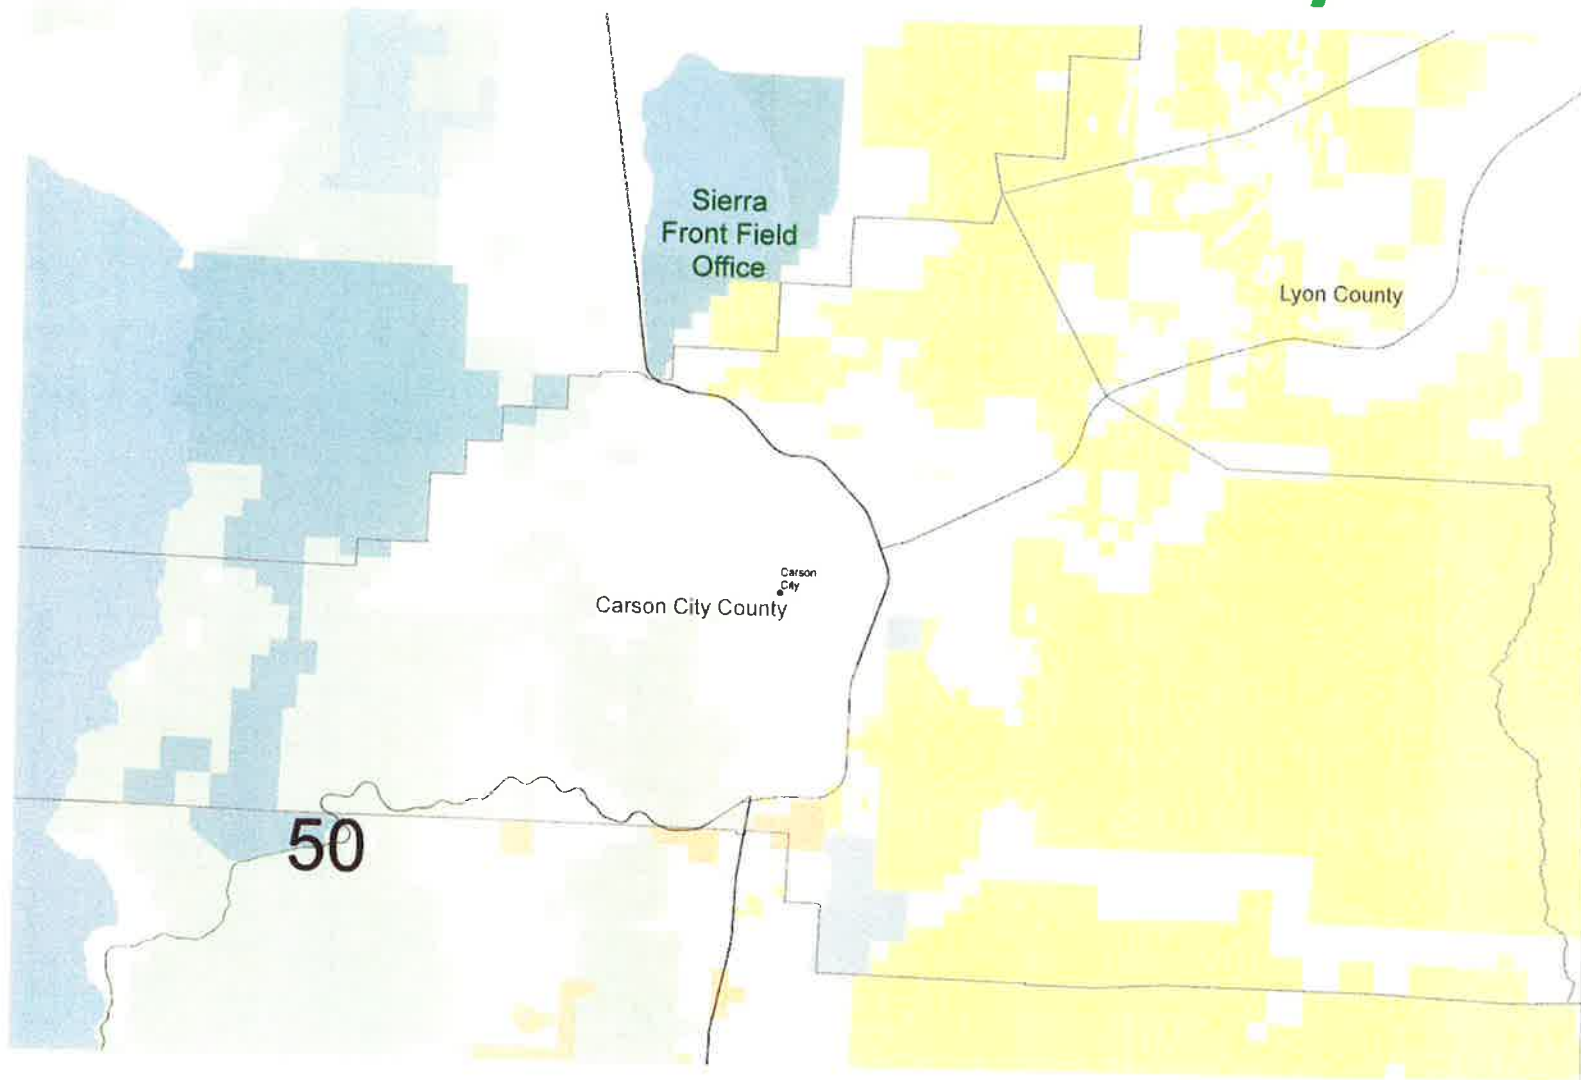 Sierra
Front Field
Office
Lyon County
Carson
City
Carson City County
50